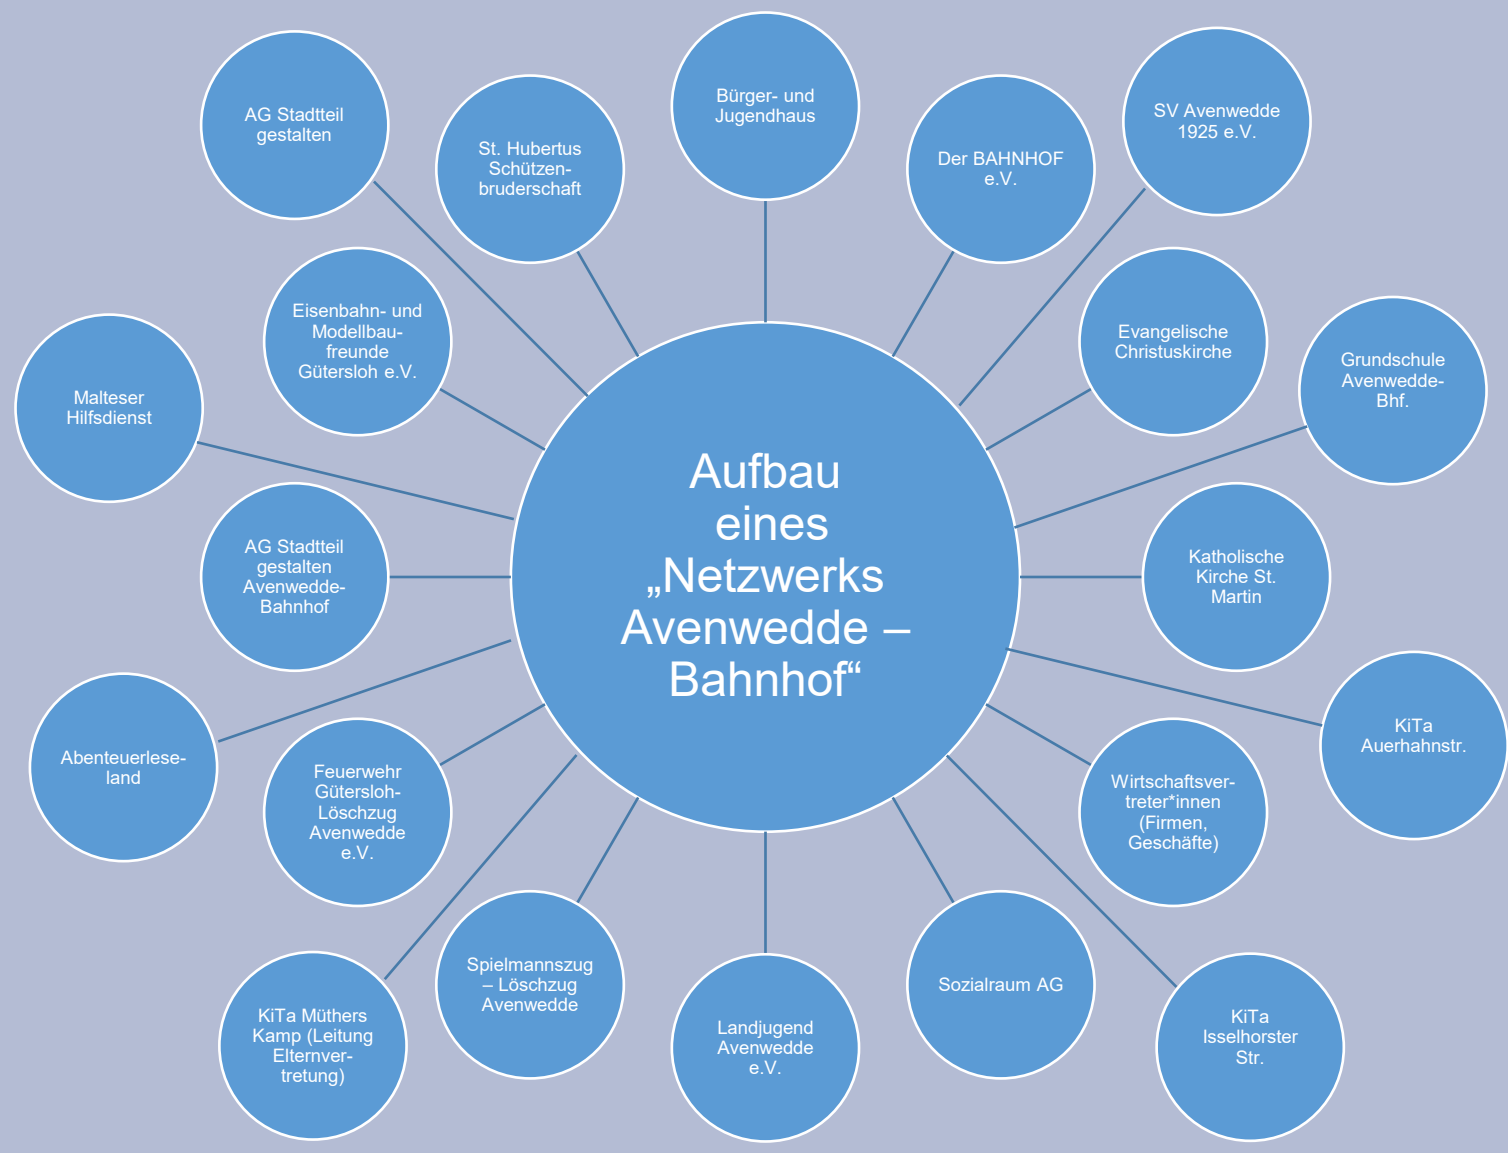 Bürger- und
Jugendhaus
SV Avenwedde
1925 e.V.
AG Stadtteil
gestalten
St. Hubertus
Schützen-
bruderschaft
Der BAHNHOF
e.V.
Eisenbahn- und
Modellbau-
freunde
Gütersloh e.V.
Evangelische
Christuskirche
Grundschule
Avenwedde-
Bhf.
Malteser
Hilfsdienst
Aufbau
eines
„Netzwerks
Avenwedde –
Bahnhof“
AG Stadtteil
gestalten
Avenwedde-
Bahnhof
Katholische
Kirche St.
Martin
KiTa
Auerhahnstr.
Abenteuerlese-
land
Feuerwehr
Gütersloh-
Löschzug
Avenwedde
e.V.
Wirtschaftsver-
treter*innen
(Firmen,
Geschäfte)
Spielmannszug
– Löschzug
Avenwedde
Sozialraum AG
KiTa Müthers
Kamp (Leitung
Elternver-
tretung)
Landjugend
Avenwedde
e.V.
KiTa
Isselhorster
Str.